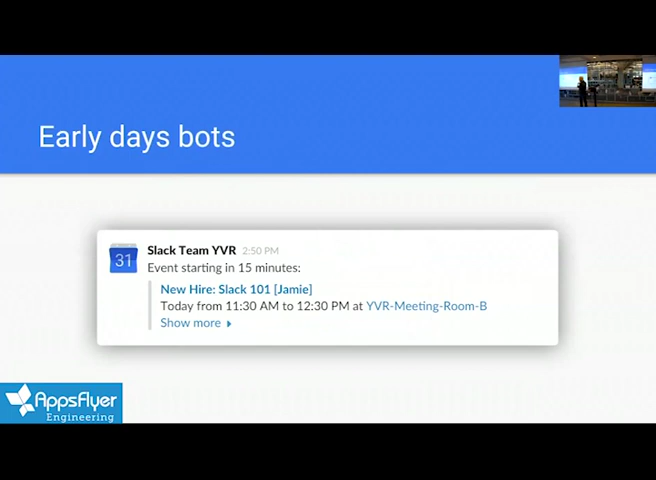 Early days bots
31
Slack Team YVR 2:50 PM
Event starting in 15 minutes:
New Hire: Slack 101 [Jamie]
Today from 11:30 AM to 12:30 PM at YVR-Meeting-Room-B
Show more
AppsFlyer
Engineering